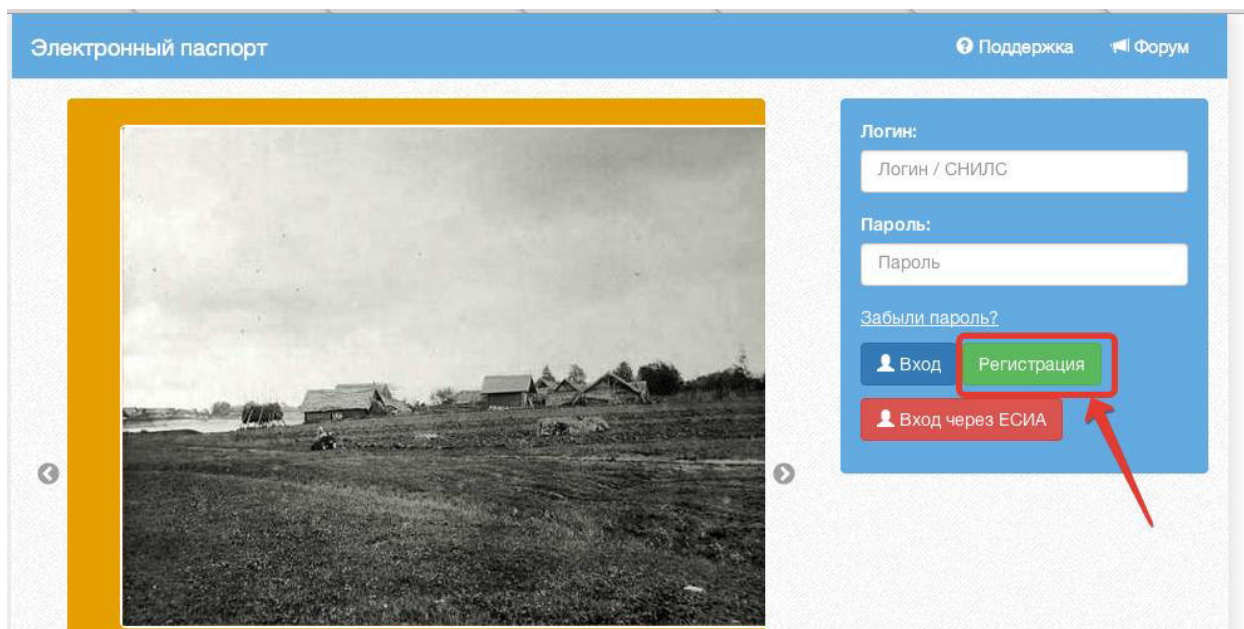 Электронный паспорт
Поддержка
Форум
Логин:
Логин / СНИЛС
Пароль:
Пароль
Забыли пароль?
Вход
Регистрация
Вход через ЕСИА